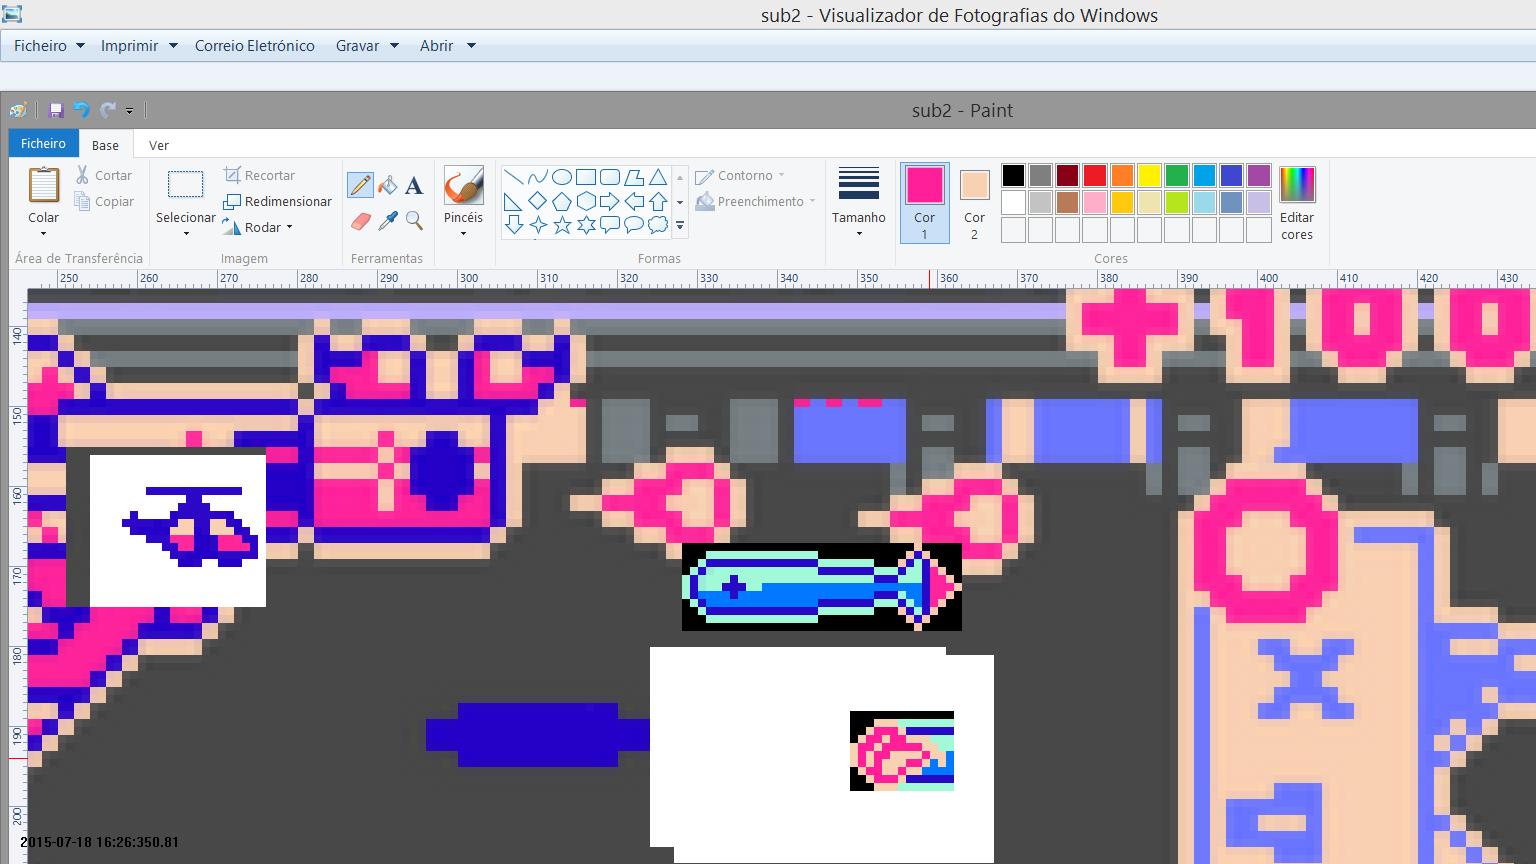 sub2 - Visualizador de Fotografias do Windows
Ficheiro Imprimir Correio Eletrónico Gravar Abrir
sub2 - Paint
Ficheiro Base Ver
Colar
Cortar
Copiar
Área de Transferência
Selecionar
Recortar
Redimensionar
Rodar
Imagem
A
Ferramentas
Pincéis
Contorno
Preenchimento
Formas
Tamanho
Cor
1
Cor
2
Editar
cores
Cores
250 260 270 280 290 300 310 320 330 340 350 360 370 380 390 400 410 420 430
140
150
160
170
180
190
200
+100
2015-07-18 16:26:350.81